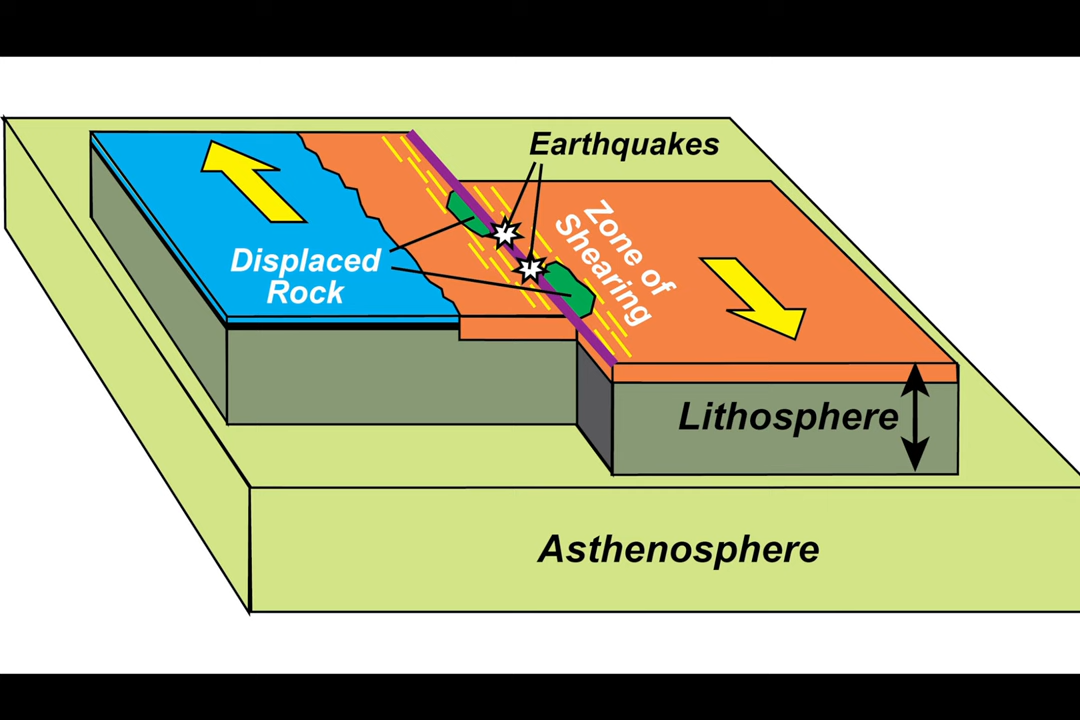 Earthquakes
Zone of
Shearing
Displaced
Rock
Lithosphere
Asthenosphere